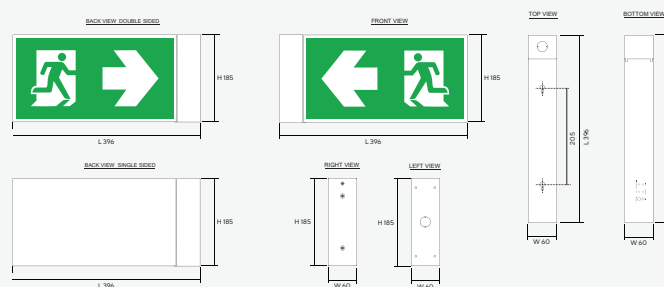 BACK VIEW DOUBLE SIDED
H 185
L 396
FRONT VIEW
H 185
L 396
TOP VIEW
205
L 396
W 60
BOTTOM VIEW
W 60
BACK VIEW SINGLE SIDED
H 185
L 396
RIGHT VIEW
H 185
W 60
LEFT VIEW
H 185
W 60